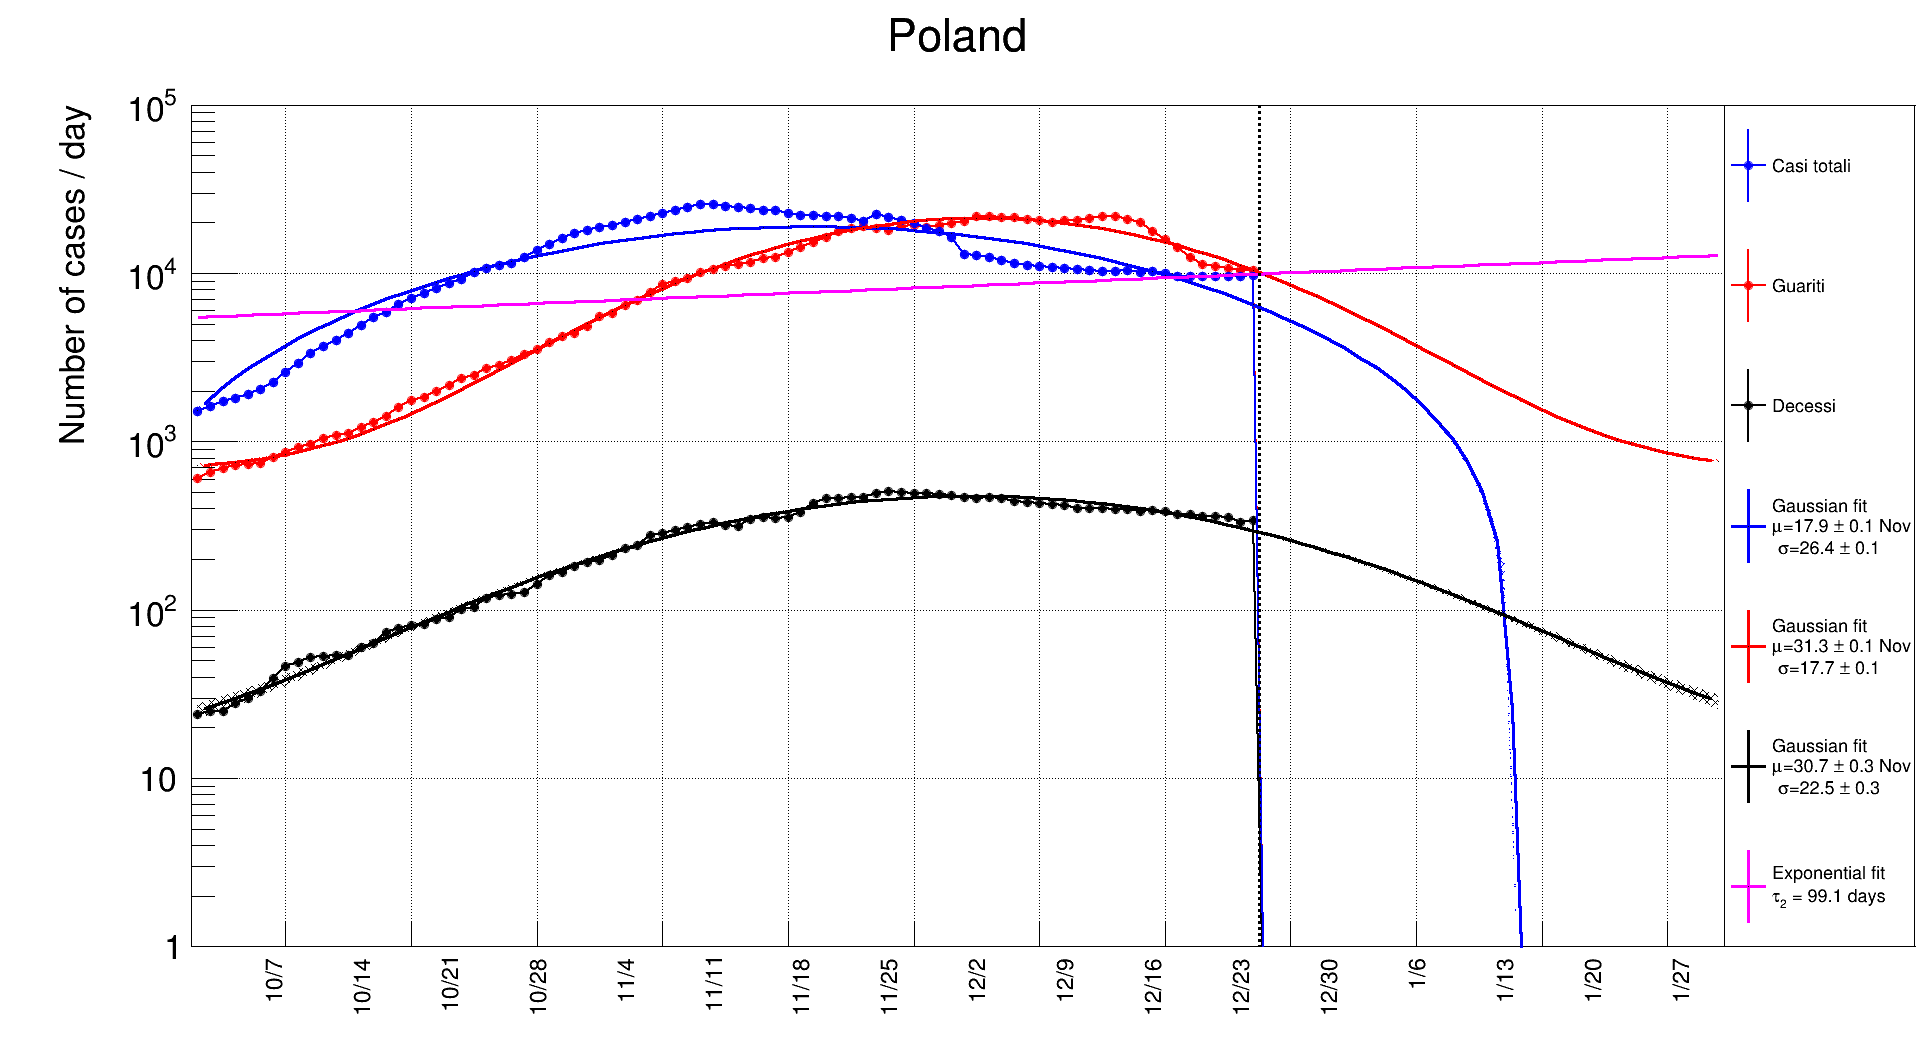 Poland
Number of cases / day
10^5
10^4
10^3
10^2
10
1
10/7
10/14
10/21
10/28
11/4
11/11
11/18
11/25
12/2
12/9
12/16
12/23
12/30
1/6
1/13
1/20
1/27
Casi totali
Guariti
Decessi
Gaussian fit
μ=17.9 ± 0.1 Nov
σ=26.4 ± 0.1
Gaussian fit
μ=31.3 ± 0.1 Nov
σ=17.7 ± 0.1
Gaussian fit
μ=30.7 ± 0.3 Nov
σ=22.5 ± 0.3
Exponential fit
τ₂ = 99.1 days